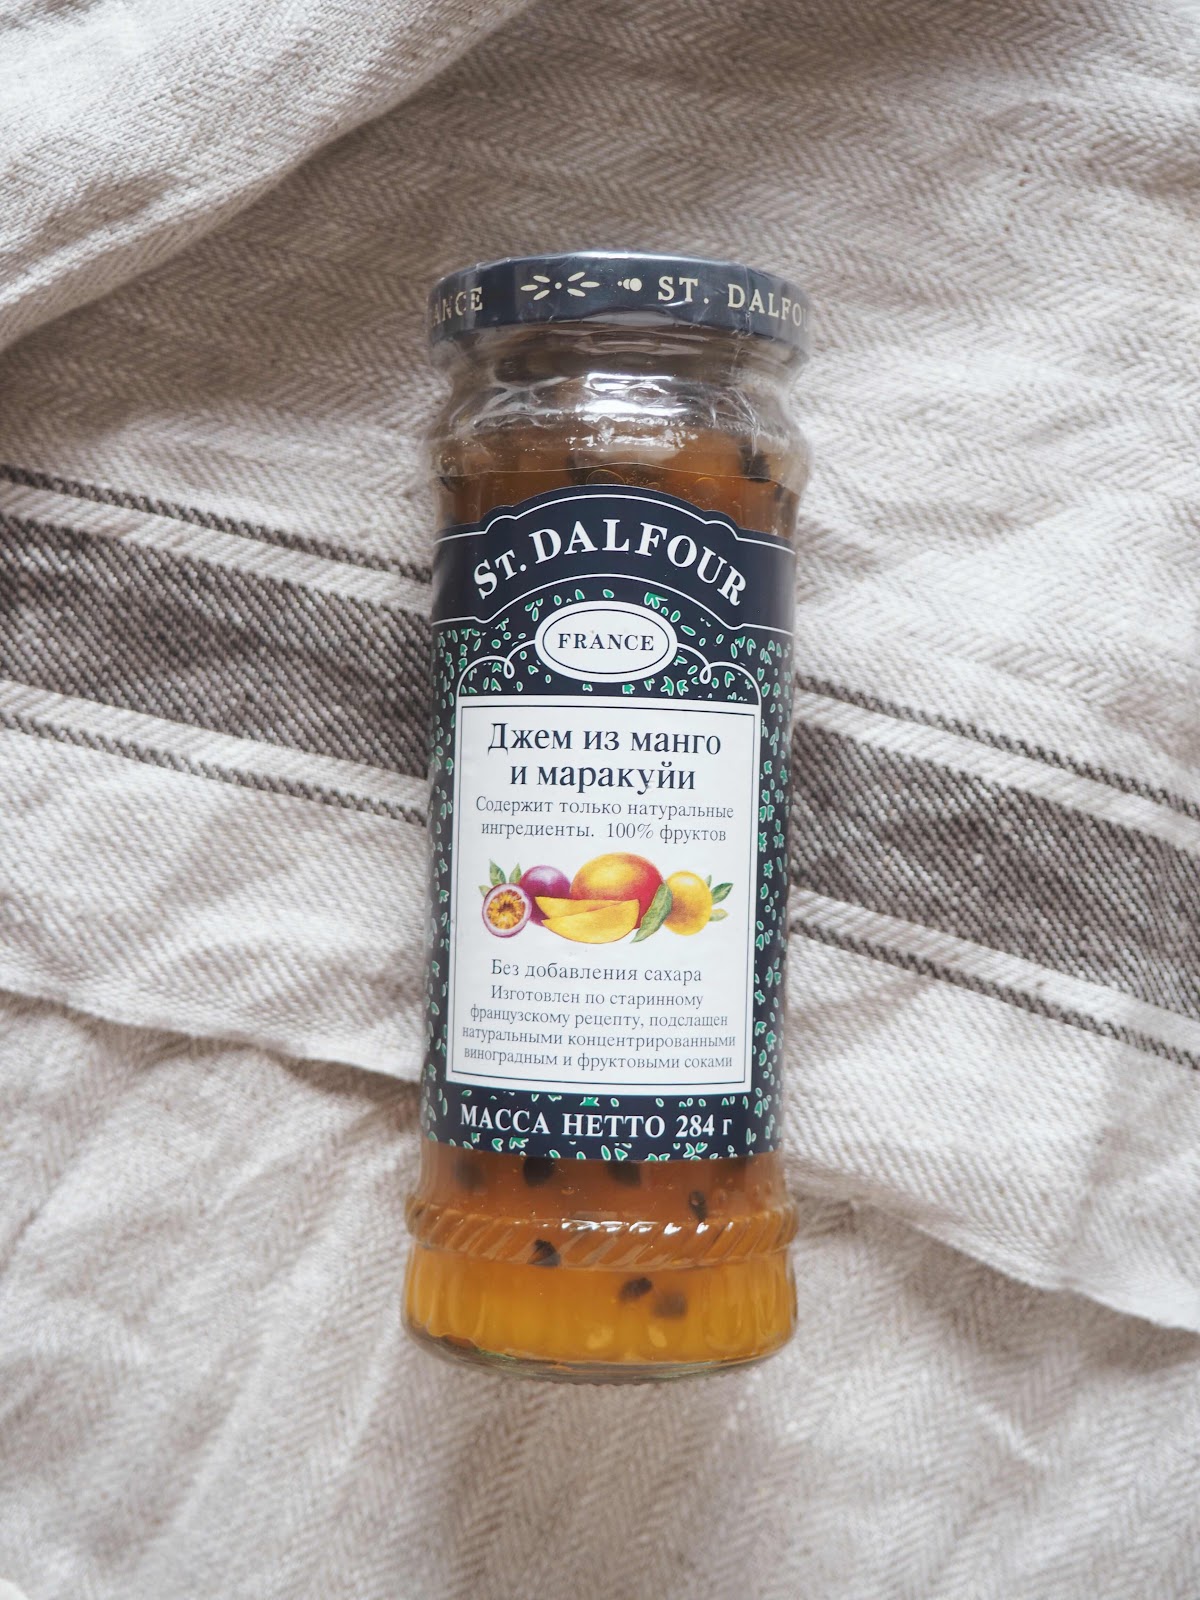 ST. DALFOUR
ST. DALFOUR
FRANCE
Джем из манго
и маракуйи
Содержит только натуральные
ингредиенты. 100% фруктов
Без добавления сахара
Изготовлен по старинному
французскому рецепту, подслащен
натуральными концентрированными
виноградным и фруктовыми соками
МАССА НЕТТО 284 г